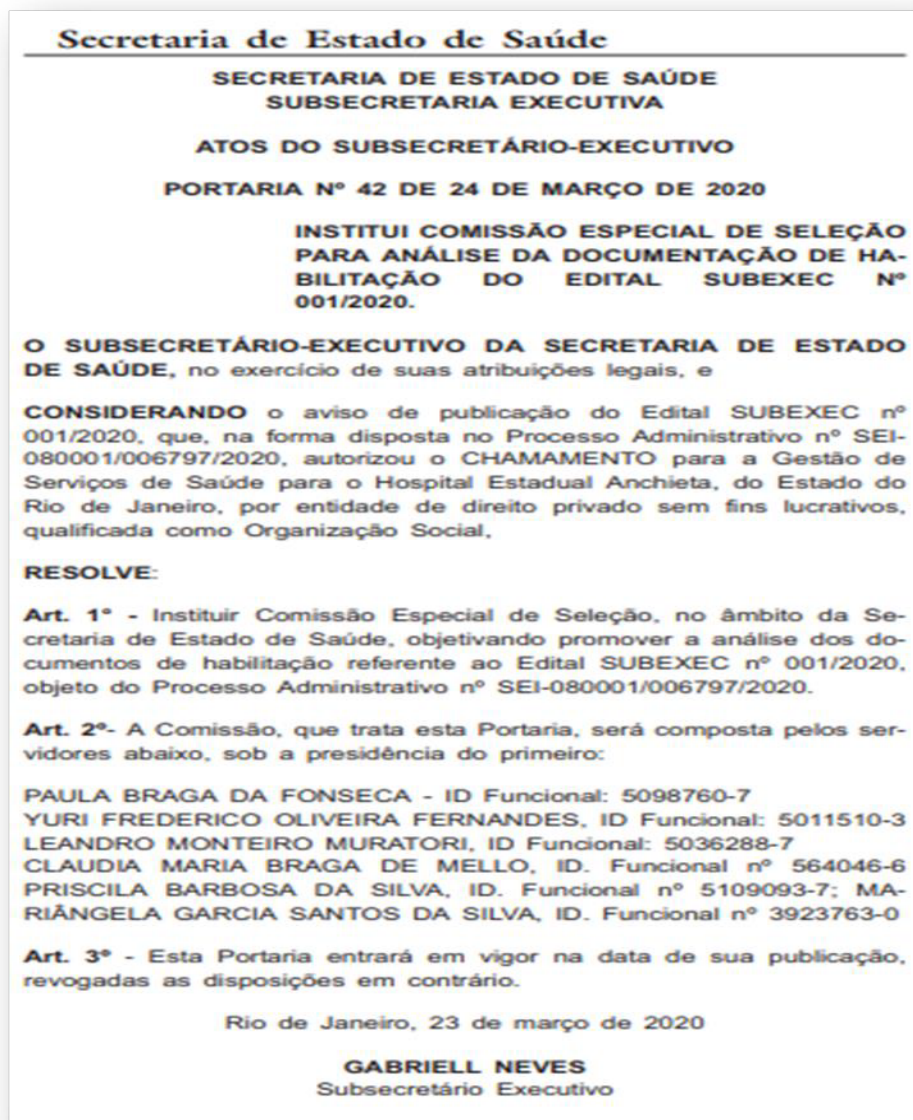 Secretaria de Estado de Saúde
SECRETARIA DE ESTADO DE SAÚDE
SUBSECRETARIA EXECUTIVA
ATOS DO SUBSECRETÁRIO-EXECUTIVO
PORTARIA Nº 42 DE 24 DE MARÇO DE 2020
INSTITUI COMISSÃO ESPECIAL DE SELEÇÃO
PARA ANÁLISE DA DOCUMENTAÇÃO DE HA-
BILITAÇÃO DO EDITAL SUBEXEC Nº
001/2020.
O SUBSECRETÁRIO-EXECUTIVO DA SECRETARIA DE ESTADO
DE SAÚDE, no exercício de suas atribuições legais, e
CONSIDERANDO o aviso de publicação do Edital SUBEXEC nº
001/2020, que, na forma disposta no Processo Administrativo nº SEI-
080001/006797/2020, autorizou o CHAMAMENTO para a Gestão de
Serviços de Saúde para o Hospital Estadual Anchieta, do Estado do
Rio de Janeiro, por entidade de direito privado sem fins lucrativos,
qualificada como Organização Social,
RESOLVE:
Art. 1º - Instituir Comissão Especial de Seleção, no âmbito da Se-
cretaria de Estado de Saúde, objetivando promover a análise dos do-
cumentos de habilitação referente ao Edital SUBEXEC nº 001/2020,
objeto do Processo Administrativo nº SEI-080001/006797/2020.
Art. 2º- A Comissão, que trata esta Portaria, será composta pelos ser-
vidores abaixo, sob a presidência do primeiro:
PAULA BRAGA DA FONSECA - ID Funcional: 5098760-7
YURI FREDERICO OLIVEIRA FERNANDES, ID Funcional: 5011510-3
LEANDRO MONTEIRO MURATORI, ID Funcional: 5036288-7
CLAUDIA MARIA BRAGA DE MELLO, ID. Funcional nº 564046-6
PRISCILA BARBOSA DA SILVA, ID. Funcional nº 5109093-7; MA-
RIÂNGELA GARCIA SANTOS DA SILVA, ID. Funcional nº 3923763-0
Art. 3º - Esta Portaria entrará em vigor na data de sua publicação,
revogadas as disposições em contrário.
Rio de Janeiro, 23 de março de 2020
GABRIELL NEVES
Subsecretário Executivo